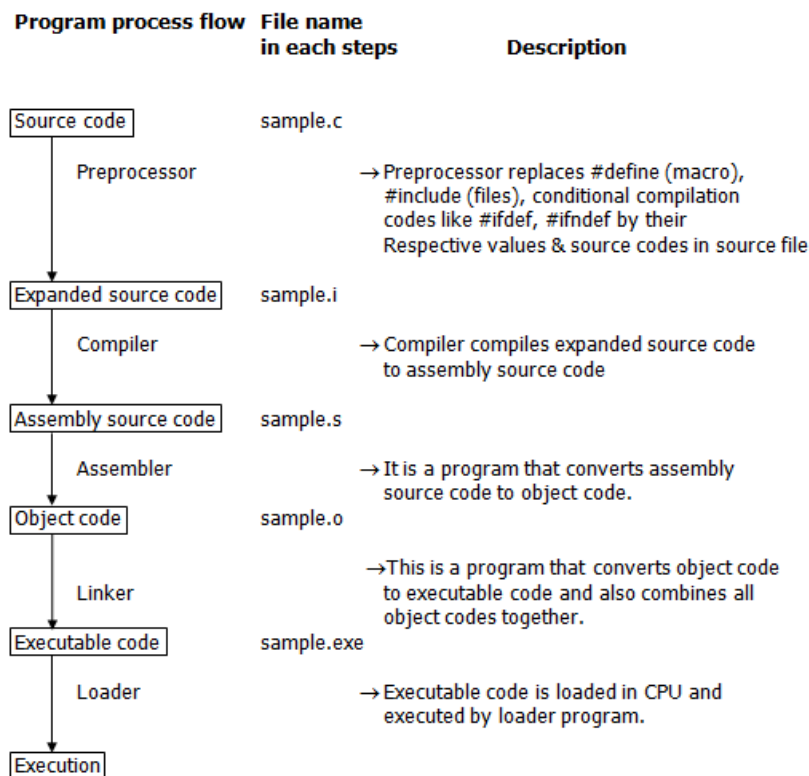 Program process flow File name
in each steps Description
Source code sample.c
Preprocessor → Preprocessor replaces #define (macro),
#include (files), conditional compilation
codes like #ifdef, #ifndef by their
Respective values & source codes in source file
Expanded source code sample.i
Compiler → Compiler compiles expanded source code
to assembly source code
Assembly source code sample.s
Assembler → It is a program that converts assembly
source code to object code.
Object code sample.o
→This is a program that converts object code
Linker to executable code and also combines all
object codes together.
Executable code sample.exe
Loader → Executable code is loaded in CPU and
executed by loader program.
Execution